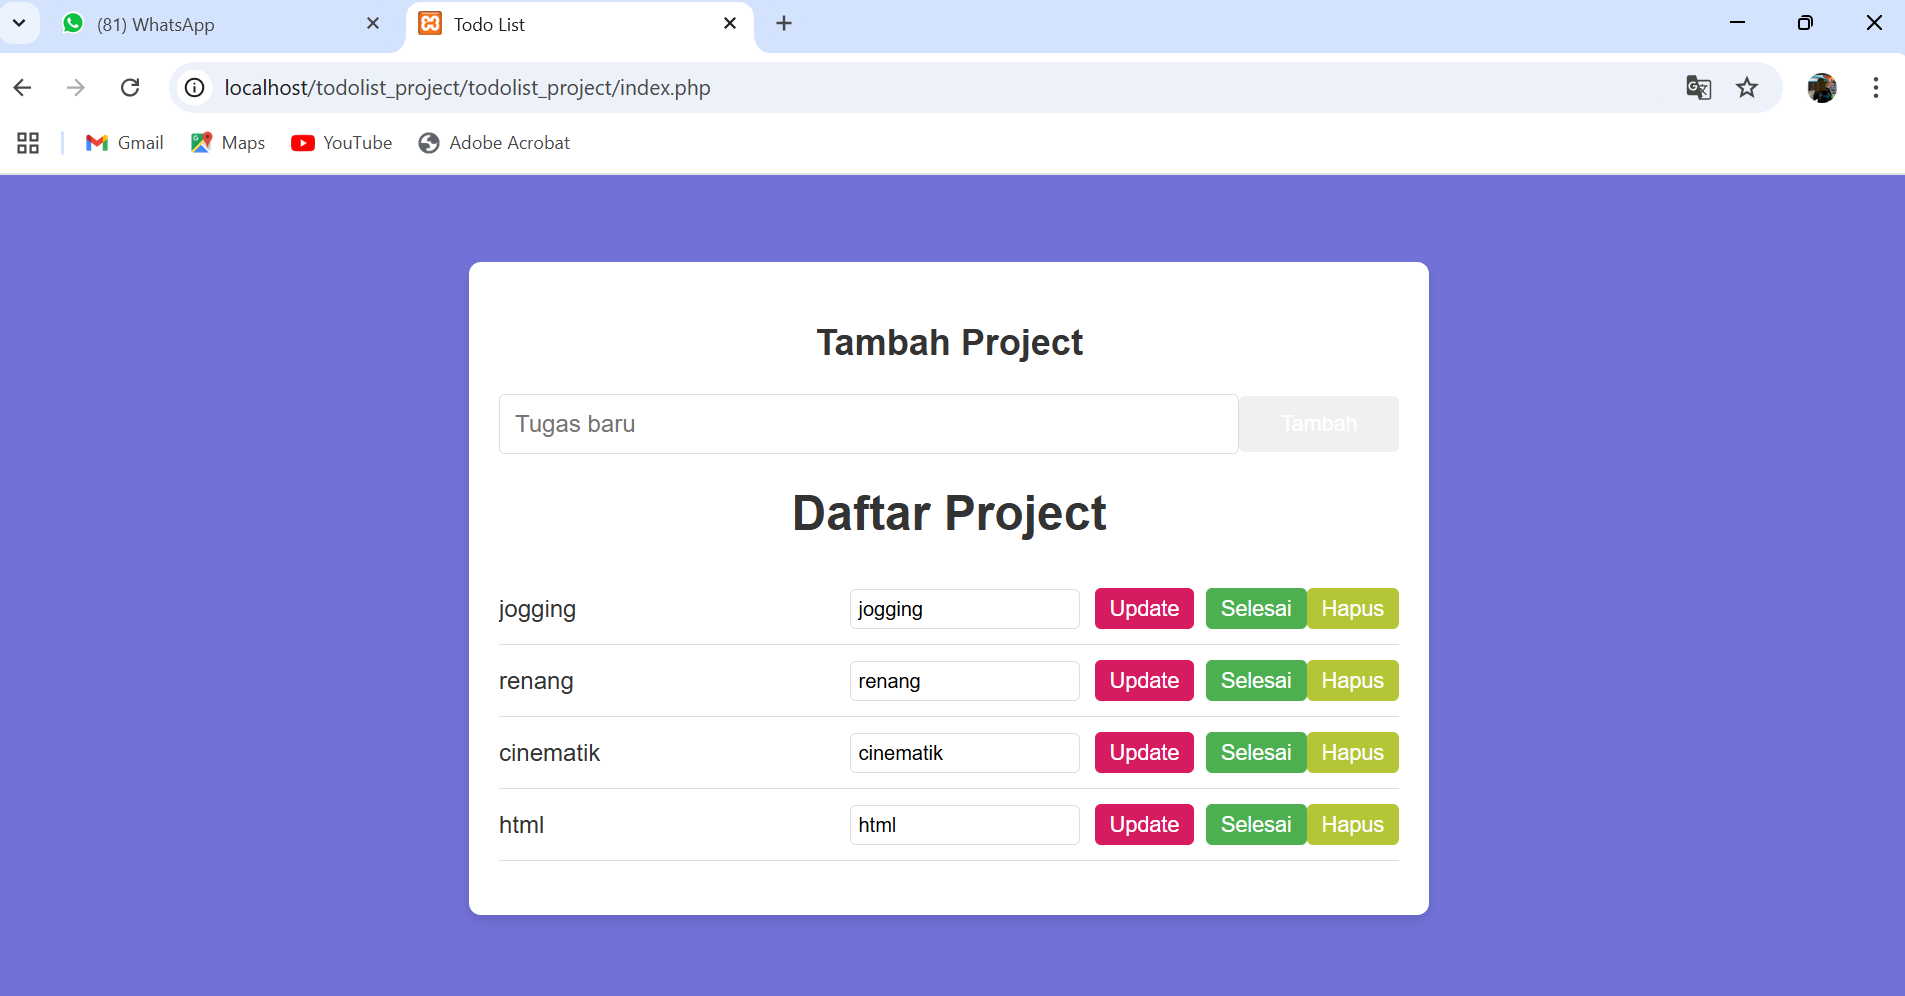 (81) WhatsApp
Todo List
localhost/todolist_project/todolist_project/index.php
Gmail Maps YouTube Adobe Acrobat
Tambah Project
Tugas baru Tambah
Daftar Project
jogging jogging Update Selesai Hapus
renang renang Update Selesai Hapus
cinematik cinematik Update Selesai Hapus
html html Update Selesai Hapus